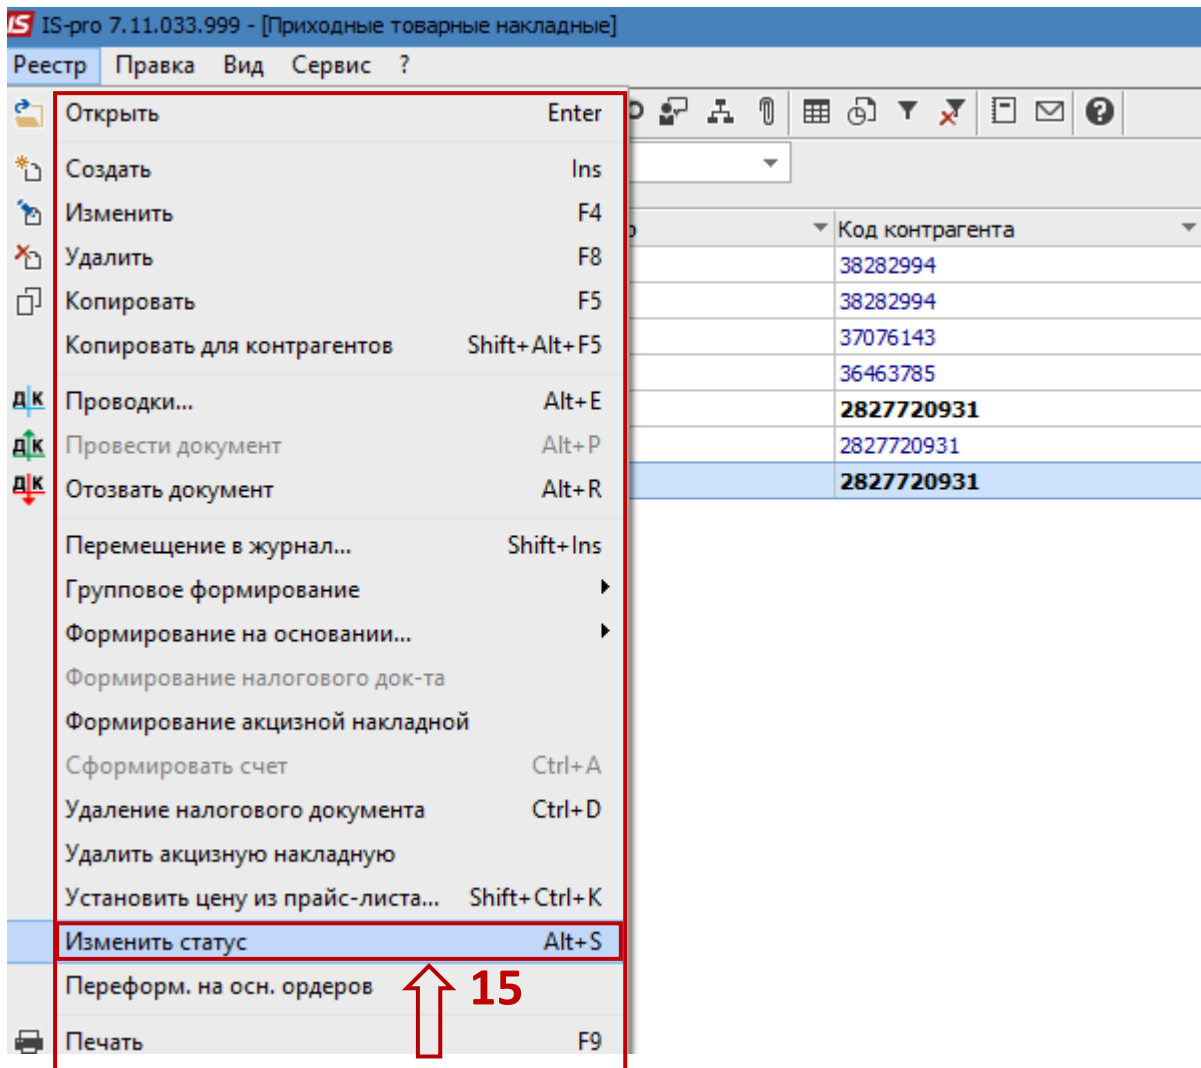 IS IS-pro 7.11.033.999 - [Приходные товарные накладные]
Реестр Правка Вид Сервис ?
Открыть Enter
Создать Ins
Изменить F4
Удалить F8
Копировать F5
Копировать для контрагентов Shift+Alt+F5
Д К Проводки... Alt+E
Д К Провести документ Alt+P
Д К Отозвать документ Alt+R
Перемещение в журнал... Shift+Ins
Групповое формирование
Формирование на основании...
Формирование налогового док-та
Формирование акцизной накладной
Сформировать счет Ctrl+A
Удаление налогового документа Ctrl+D
Удалить акцизную накладную
Установить цену из прайс-листа... Shift+Ctrl+K
Изменить статус Alt+S
Переформ. на осн. ордеров
15
Печать F9
Код контрагента
38282994
38282994
37076143
36463785
2827720931
2827720931
2827720931